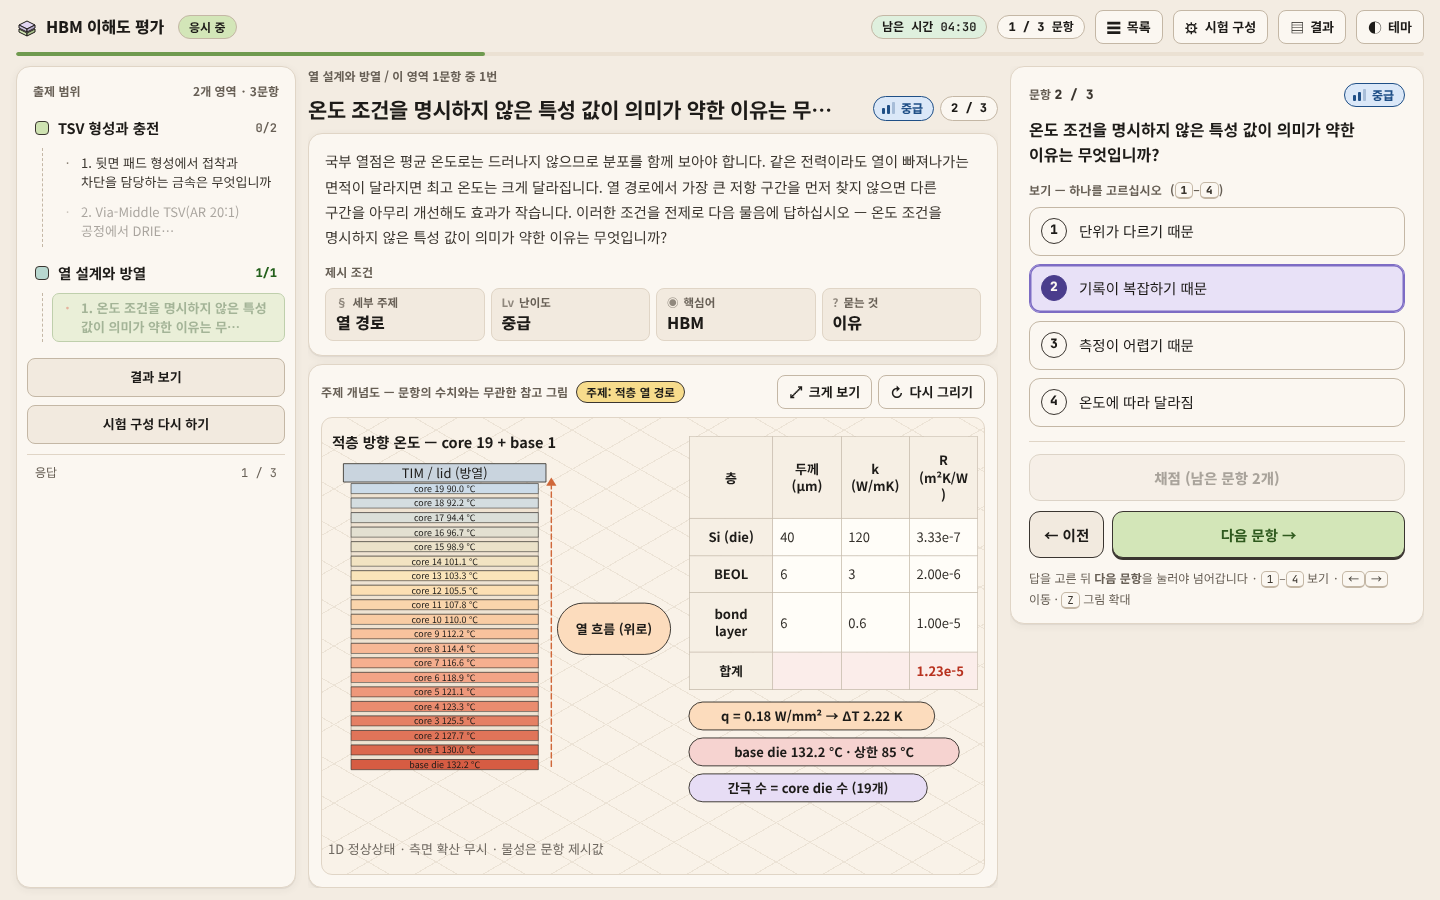 HBM 이해도 평가
응시 중
남은 시간 04:30
1 / 3 문항
목록
시험 구성
결과
테마
출제 범위
2개 영역 · 3문항
TSV 형성과 충전
0/2
· 1. 뒷면 패드 형성에서 접착과
차단을 담당하는 금속은 무엇입니까
· 2. Via-Middle TSV(AR 20:1)
공정에서 DRIE…
열 설계와 방열
1/1
· 1. 온도 조건을 명시하지 않은 특성
값이 의미가 약한 이유는 무…
결과 보기
시험 구성 다시 하기
응답
1 / 3
열 설계와 방열 / 이 영역 1문항 중 1번
온도 조건을 명시하지 않은 특성 값이 의미가 약한 이유는 무…
중급
2 / 3
국부 열점은 평균 온도로는 드러나지 않으므로 분포를 함께 보아야 합니다. 같은 전력이라도 열이 빠져나가는
면적이 달라지면 최고 온도는 크게 달라집니다. 열 경로에서 가장 큰 저항 구간을 먼저 찾지 않으면 다른
구간을 아무리 개선해도 효과가 작습니다. 이러한 조건을 전제로 다음 물음에 답하십시오 — 온도 조건을
명시하지 않은 특성 값이 의미가 약한 이유는 무엇입니까?
제시 조건
§ 세부 주제
열 경로
Lv 난이도
중급
◉ 핵심어
HBM
? 묻는 것
이유
주제 개념도 — 문항의 수치와는 무관한 참고 그림
주제: 적층 열 경로
크게 보기
다시 그리기
적층 방향 온도 — core 19 + base 1
TIM / lid (방열)
core 19 90.0 °C
core 18 92.2 °C
core 17 94.4 °C
core 16 96.7 °C
core 15 98.9 °C
core 14 101.1 °C
core 13 103.3 °C
core 12 105.5 °C
core 11 107.8 °C
core 10 110.0 °C
core 9 112.2 °C
core 8 114.4 °C
core 7 116.6 °C
core 6 118.9 °C
core 5 121.1 °C
core 4 123.3 °C
core 3 125.5 °C
core 2 127.7 °C
core 1 130.0 °C
base die 132.2 °C
열 흐름 (위로)
층
두께
(µm)
k
(W/mK)
R
(m²K/W
)
Si (die)
40
120
3.33e-7
BEOL
6
3
2.00e-6
bond
layer
6
0.6
1.00e-5
합계
1.23e-5
q = 0.18 W/mm² → ΔT 2.22 K
base die 132.2 °C · 상한 85 °C
간극 수 = core die 수 (19개)
1D 정상상태 · 측면 확산 무시 · 물성은 문항 제시값
문항 2 / 3
중급
온도 조건을 명시하지 않은 특성 값이 의미가 약한
이유는 무엇입니까?
보기 — 하나를 고르십시오 (1–4)
1 단위가 다르기 때문
2 기록이 복잡하기 때문
3 측정이 어렵기 때문
4 온도에 따라 달라짐
채점 (남은 문항 2개)
← 이전
다음 문항 →
답을 고른 뒤 다음 문항을 눌러야 넘어갑니다 · 1–4 보기 · ← →
이동 · Z 그림 확대